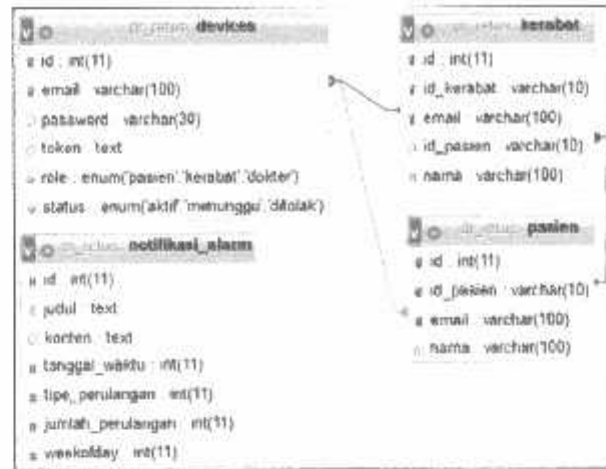 devices
id : int(11)
email varchar(100)
password varchar(30)
token text
role : enum('pasien','kerabat','dokter')
status enum('aktif','menunggu','ditolak')
notifikasi_alarm
id int(11)
judul text
konten text
tanggal_waktu : int(11)
tipe_perulangan int(11)
jumlah_perulangan int(11)
weekofday int(11)
kerabat
id : int(11)
id_kerabat varchar(10)
email varchar(100)
id_pasien varchar(10)
nama varchar(100)
pasien
id int(11)
id_pasien varchar(10)
email varchar(100)
nama varchar(100)